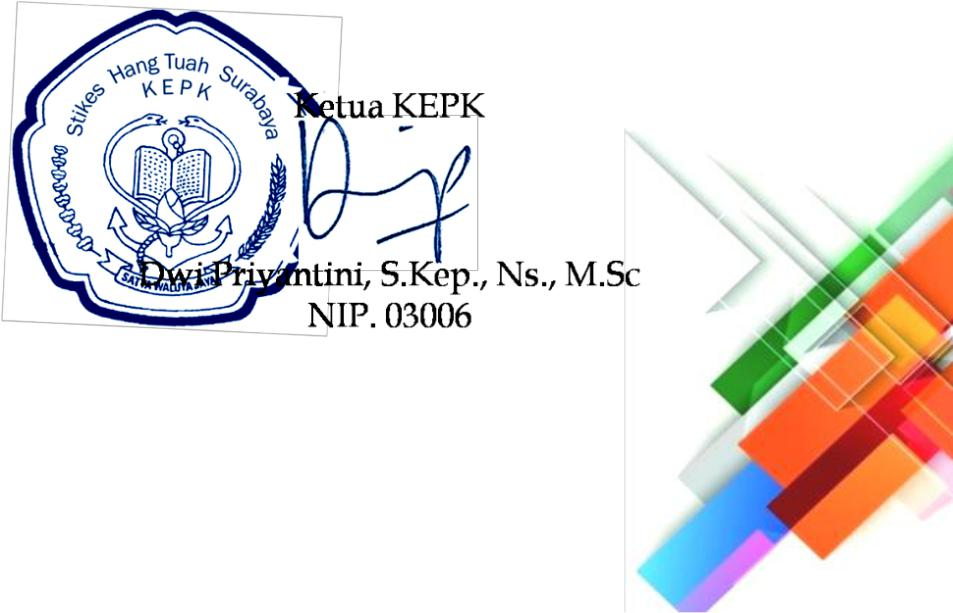 Stikes Hang Tuah Surabaya
KEPK
Ketua KEPK
Dwi Priyantini, S.Kep., Ns., M.Sc
NIP. 03006